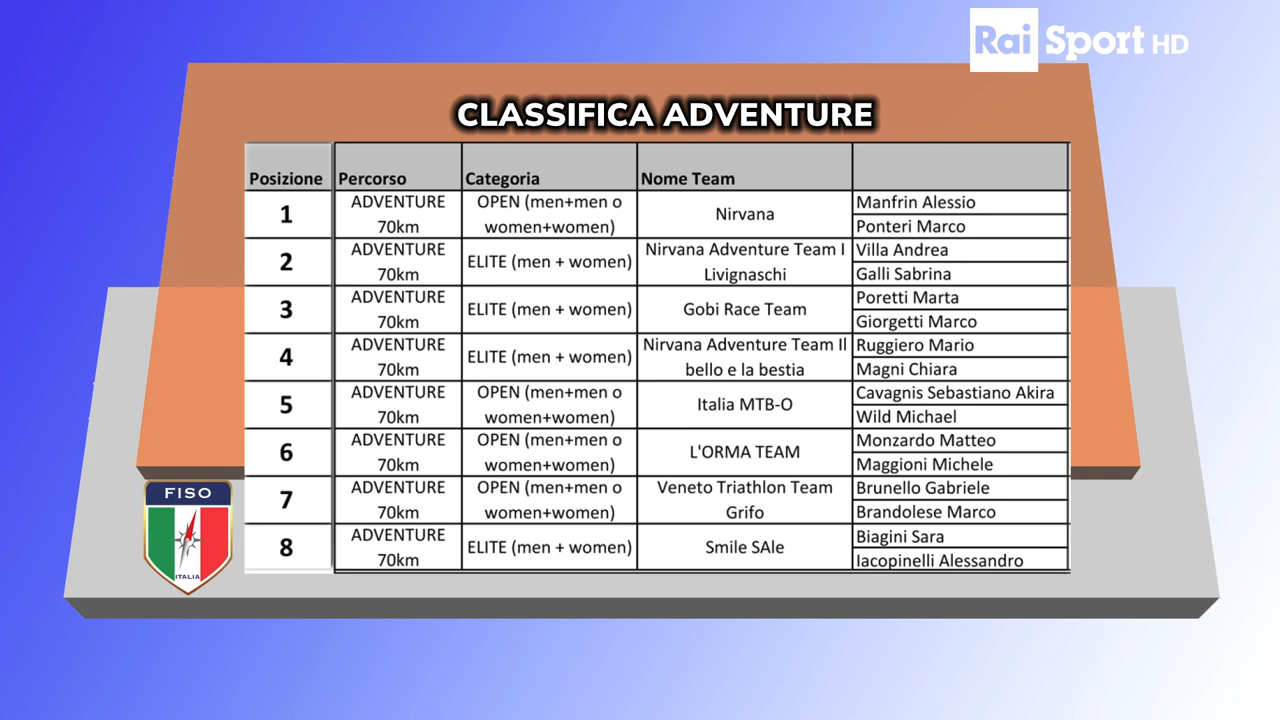 Rai Sport HD
CLASSIFICA ADVENTURE
Posizione Percorso Categoria Nome Team
1 ADVENTURE 70km OPEN (men+men o women+women) Nirvana Manfrin Alessio Ponteri Marco
2 ADVENTURE 70km ELITE (men + women) Nirvana Adventure Team I Livignaschi Villa Andrea Galli Sabrina
3 ADVENTURE 70km ELITE (men + women) Gobi Race Team Poretti Marta Giorgetti Marco
4 ADVENTURE 70km ELITE (men + women) Nirvana Adventure Team Il bello e la bestia Ruggiero Mario Magni Chiara
5 ADVENTURE 70km OPEN (men+men o women+women) Italia MTB-O Cavagnis Sebastiano Akira Wild Michael
6 ADVENTURE 70km OPEN (men+men o women+women) L'ORMA TEAM Monzardo Matteo Maggioni Michele
7 ADVENTURE 70km OPEN (men+men o women+women) Veneto Triathlon Team Grifo Brunello Gabriele Brandolese Marco
8 ADVENTURE 70km ELITE (men + women) Smile SAle Biagini Sara Iacopinelli Alessandro
FISO
ITALIA